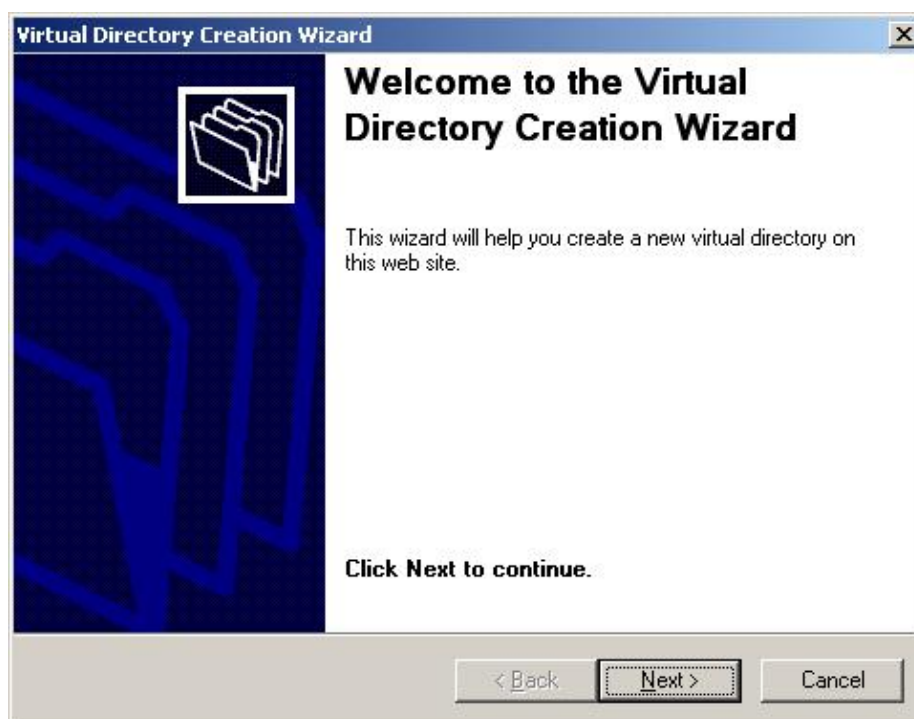 Virtual Directory Creation Wizard
Welcome to the Virtual
Directory Creation Wizard
This wizard will help you create a new virtual directory on
this web site.
Click Next to continue.
< Back Next > Cancel